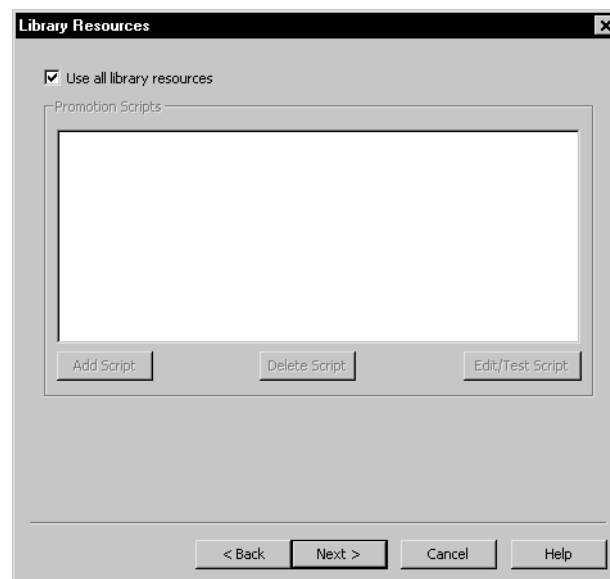 Library Resources
Use all library resources
Promotion Scripts
Add Script Delete Script Edit/Test Script
< Back Next > Cancel Help